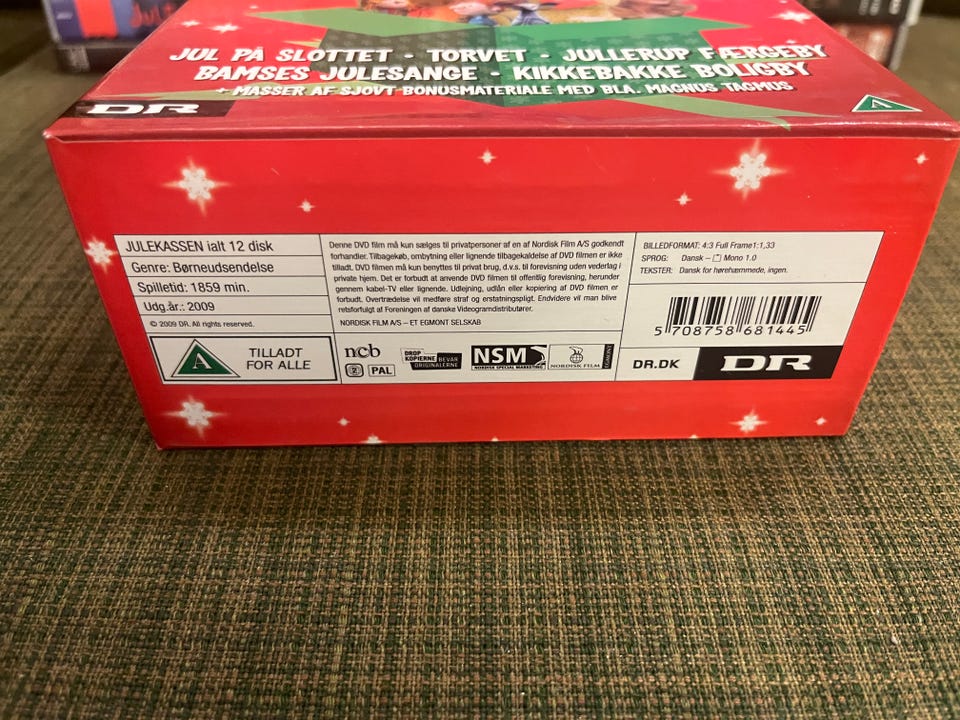 JUL PÅ SLOTTET · TORVET · JULLERUP FÆRGEBY
BAMSES JULESANGE · KIKKEBAKKE BOLIGBY
+ MASSER AF SJOVT BONUSMATERIALE MED BLA. MAGNUS TAGMUS
DR
A
JULEKASSEN ialt 12 disk
Genre: Børneudsendelse
Spilletid: 1859 min.
Udg.år.: 2009
© 2009 DR. All rights reserved.
A
TILLADT
FOR ALLE
Denne DVD film må kun sælges til privatpersoner af en af Nordisk Film A/S godkendt
forhandler. Tilbagekøb, ombytning eller lignende tilbagekaldelse af DVD filmen er ikke
tilladt. DVD filmen må kun benyttes til privat brug, d.v.s. til forevisning uden vederlag i
private hjem. Det er forbudt at anvende DVD filmen til offentlig forevisning, herunder
gennem kabel-TV eller lignende. Udlejning, udlån eller kopiering af DVD filmen er
forbudt. Overtrædelse vil medføre straf og erstatningspligt. Endvidere vil man blive
retsforfulgt af Foreningen af danske Videogramdistributører.
NORDISK FILM A/S – ET EGMONT SELSKAB
ncb
2 PAL
DROP
KOPIERNE BEVAR
ORIGINALERNE
NSM
NORDISK SPECIAL MARKETING
NORDISK FILM
EGMONT
BILLEDFORMAT: 4:3 Full Frame1:1,33
SPROG: Dansk – Mono 1.0
TEKSTER: Dansk for hørehæmmede, ingen.
5 708758 681445
DR.DK
DR